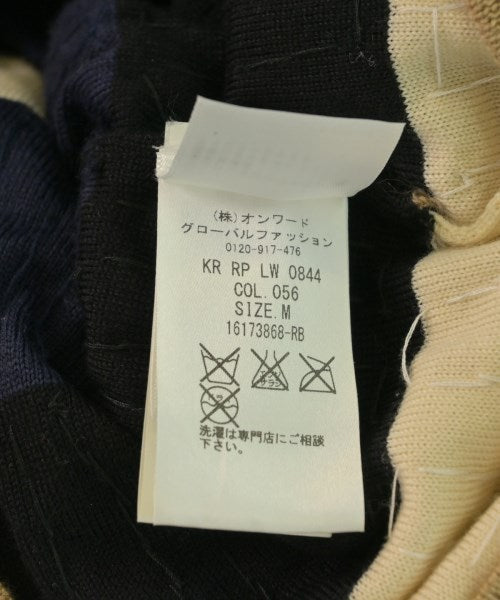 (株)オンワード
グローバルファッション
0120-917-476
KR RP LW 0844
COL.056
SIZE.M
16173868-RB
洗濯は専門店にご相談
下さい。